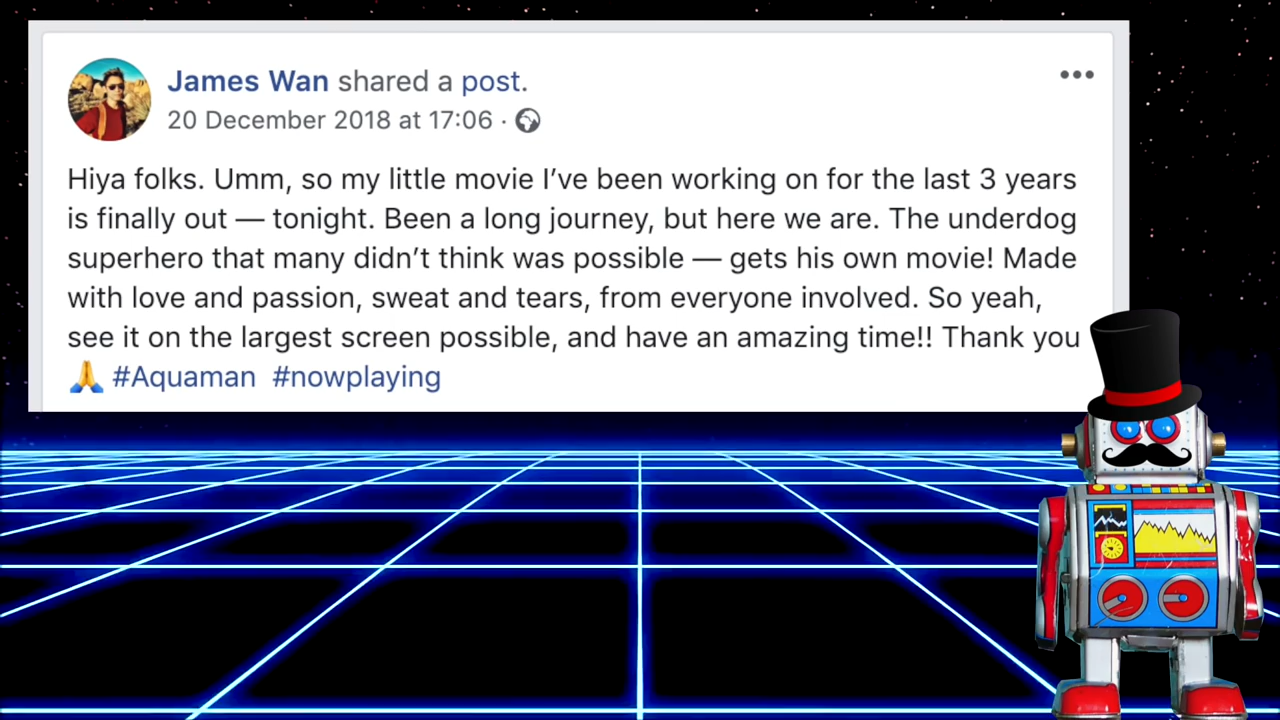 James Wan shared a post.
20 December 2018 at 17:06 ·
Hiya folks. Umm, so my little movie I’ve been working on for the last 3 years
is finally out — tonight. Been a long journey, but here we are. The underdog
superhero that many didn’t think was possible — gets his own movie! Made
with love and passion, sweat and tears, from everyone involved. So yeah,
see it on the largest screen possible, and have an amazing time!! Thank you
🙏 #Aquaman #nowplaying